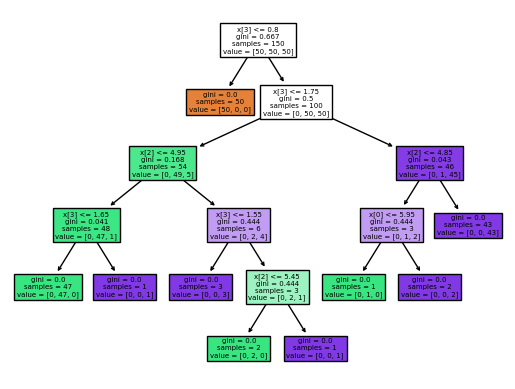 x[3] <= 0.8
gini = 0.667
samples = 150
value = [50, 50, 50]
gini = 0.0
samples = 50
value = [50, 0, 0]
x[3] <= 1.75
gini = 0.5
samples = 100
value = [0, 50, 50]
x[2] <= 4.95
gini = 0.168
samples = 54
value = [0, 49, 5]
x[2] <= 4.85
gini = 0.043
samples = 46
value = [0, 1, 45]
x[3] <= 1.65
gini = 0.041
samples = 48
value = [0, 47, 1]
x[3] <= 1.55
gini = 0.444
samples = 6
value = [0, 2, 4]
x[0] <= 5.95
gini = 0.444
samples = 3
value = [0, 1, 2]
gini = 0.0
samples = 43
value = [0, 0, 43]
gini = 0.0
samples = 47
value = [0, 47, 0]
gini = 0.0
samples = 1
value = [0, 0, 1]
gini = 0.0
samples = 3
value = [0, 0, 3]
x[2] <= 5.45
gini = 0.444
samples = 3
value = [0, 2, 1]
gini = 0.0
samples = 1
value = [0, 1, 0]
gini = 0.0
samples = 2
value = [0, 0, 2]
gini = 0.0
samples = 2
value = [0, 2, 0]
gini = 0.0
samples = 1
value = [0, 0, 1]